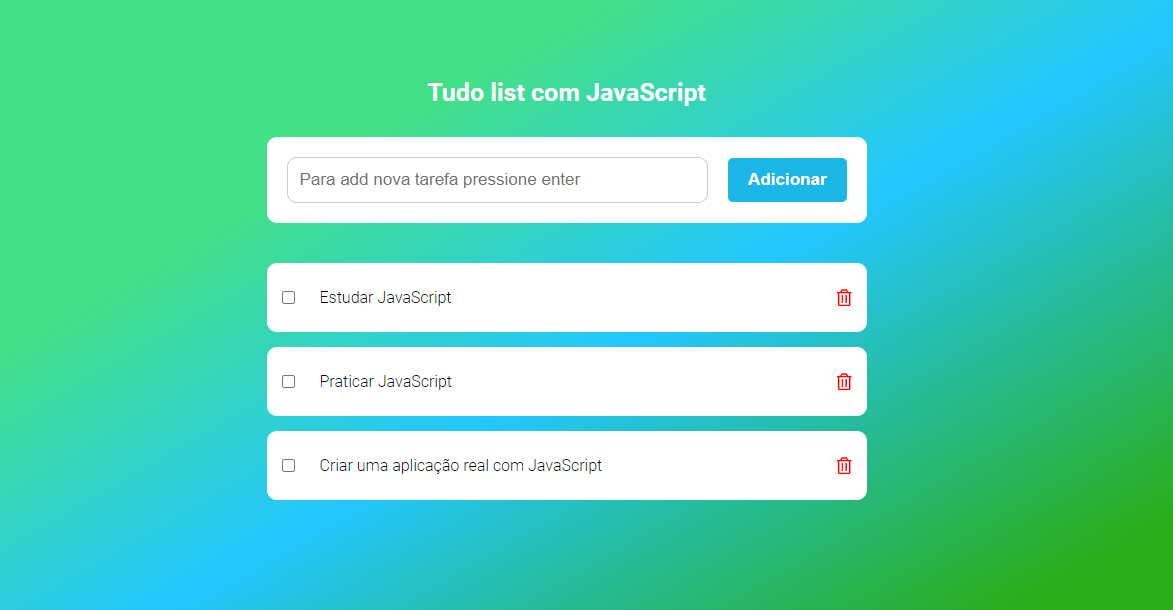 Tudo list com JavaScript
Para add nova tarefa pressione enter
Adicionar
Estudar JavaScript
Praticar JavaScript
Criar uma aplicação real com JavaScript